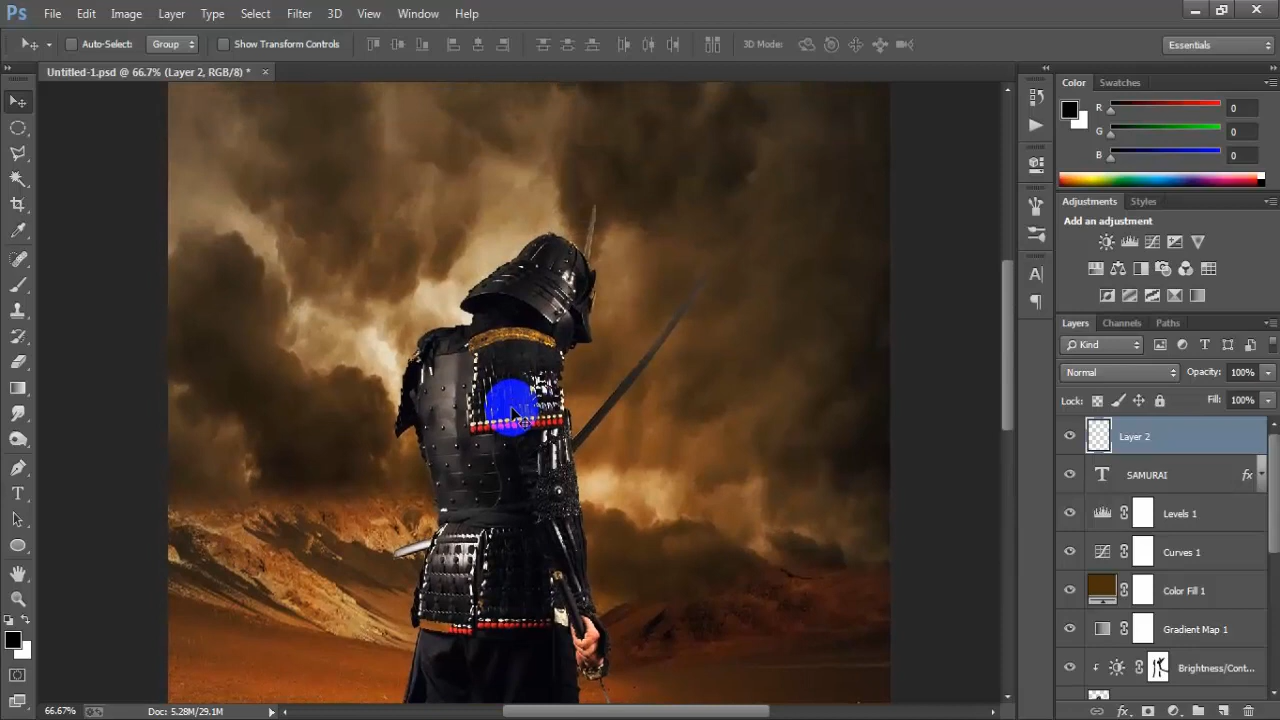 Ps File Edit Image Layer Type Select Filter 3D View Window Help
Auto-Select: Group Show Transform Controls 3D Mode: Essentials
Untitled-1.psd @ 66.7% (Layer 2, RGB/8) * ×
Color Swatches
R 0
G 0
B 0
Adjustments Styles
Add an adjustment
Layers Channels Paths
Kind
Normal Opacity: 100%
Lock: Fill: 100%
Layer 2
SAMURAI fx
Levels 1
Curves 1
Color Fill 1
Gradient Map 1
Brightness/Cont...
66.67% Doc: 5.28M/29.1M